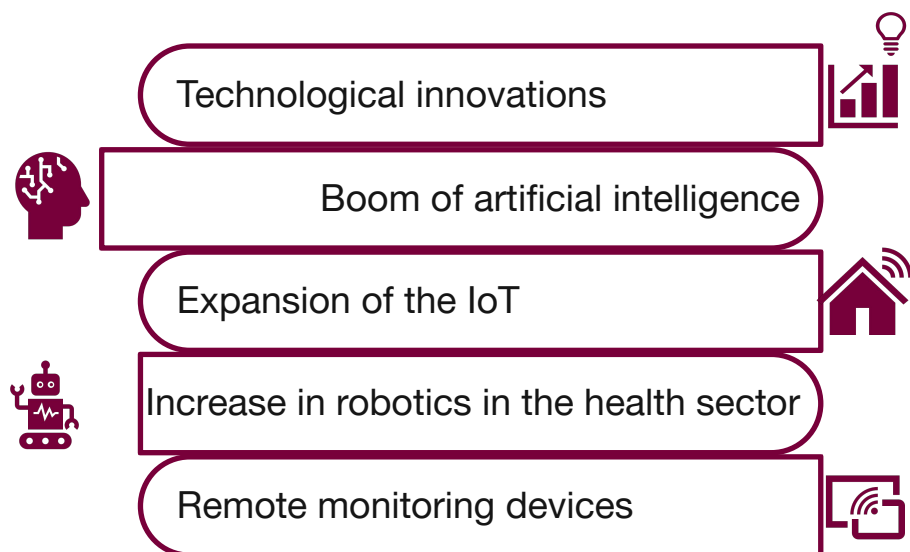 Technological innovations
Boom of artificial intelligence
Expansion of the IoT
Increase in robotics in the health sector
Remote monitoring devices